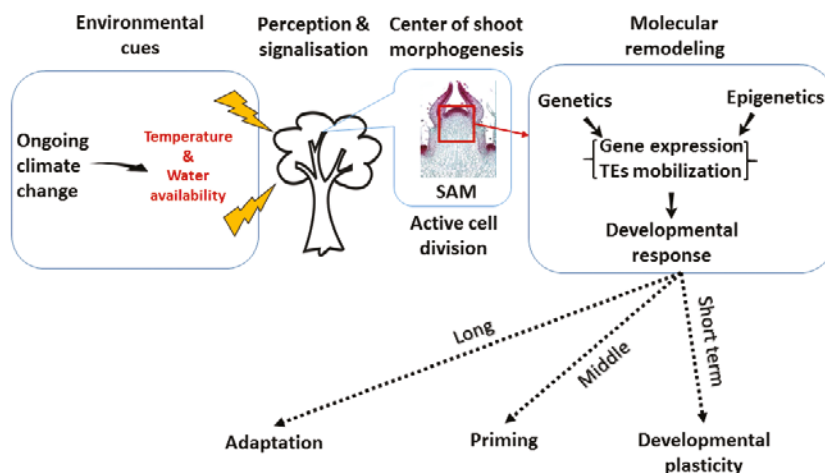 Environmental
cues
Perception &
signalisation
Center of shoot
morphogenesis
Molecular
remodeling
Ongoing
climate
change
Temperature
&
Water
availability
SAM
Active cell
division
Genetics
Epigenetics
Gene expression
TEs mobilization
Developmental
response
Long
Middle
Short term
Adaptation
Priming
Developmental
plasticity